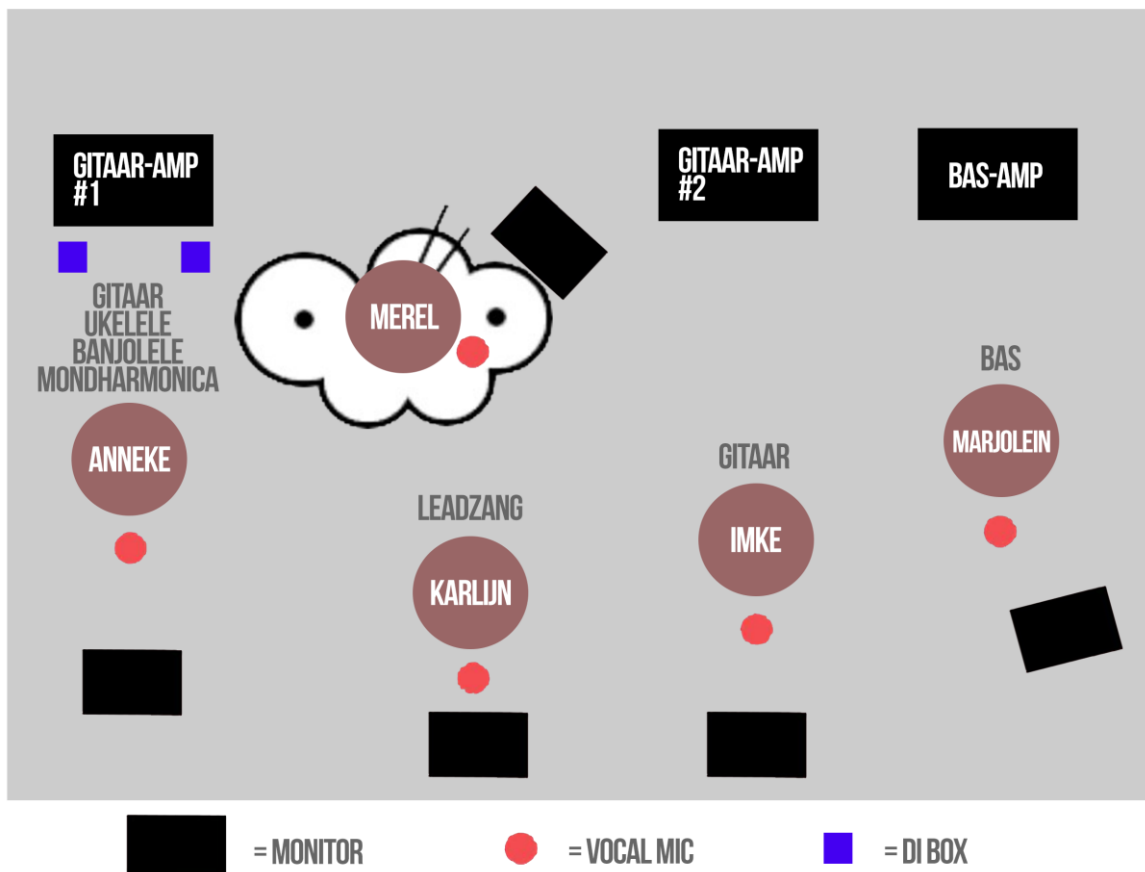 GITAAR-AMP
#1
GITAAR-AMP
#2
BAS-AMP
GITAAR
UKELELE
BANJOLELE
MONDHARMONICA
MEREL
BAS
ANNEKE
MARJOLEIN
GITAAR
LEADZANG
IMKE
KARLIJN
= MONITOR
= VOCAL MIC
= DI BOX